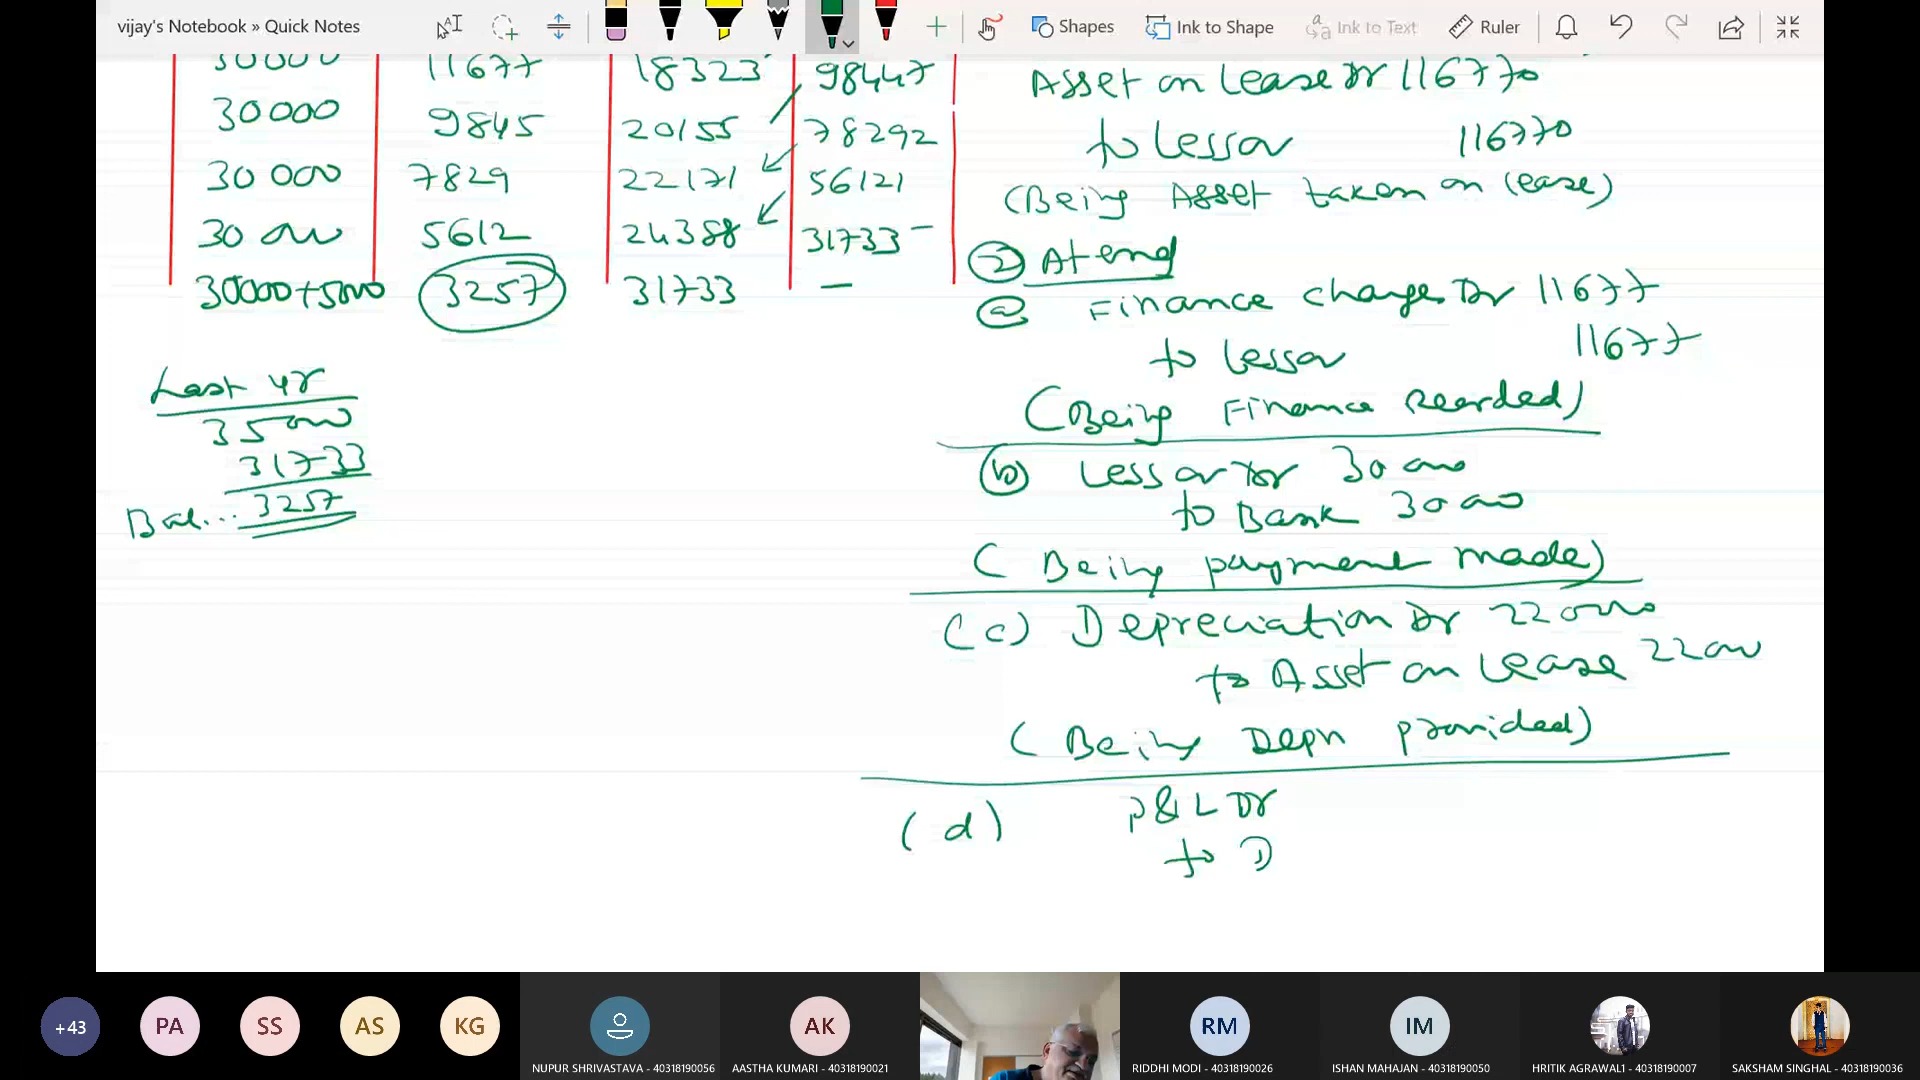 vijay's Notebook » Quick Notes
Shapes
Ink to Shape
Ink to Text
Ruler
30000 11677 18323 98447
30000 9845 20155 78292
30000 7829 22171 56121
30000 5612 24388 31733 -
30000+5000 3257 31733 —
Last yr
35000
31733
Bal... 3257
Asset on Lease Dr 116770
to Lessor 116770
(Being Asset taken on lease)
② At end
ⓐ Finance charges Dr 11677
to Lessor 11677
(Being Finance recorded)
ⓑ Lessor Dr 30000
to Bank 30000
(Being payment made)
(c) Depreciation Dr 22000
to Asset on Lease 22000
(Being Depn provided)
(d) P&L Dr
to D
+43
PA
SS
AS
KG
NUPUR SHRIVASTAVA - 40318190056
AK
AASTHA KUMARI - 40318190021
RM
RIDDHI MODI - 40318190026
IM
ISHAN MAHAJAN - 40318190050
HRITIK AGRAWAL1 - 40318190007
SAKSHAM SINGHAL - 40318190036